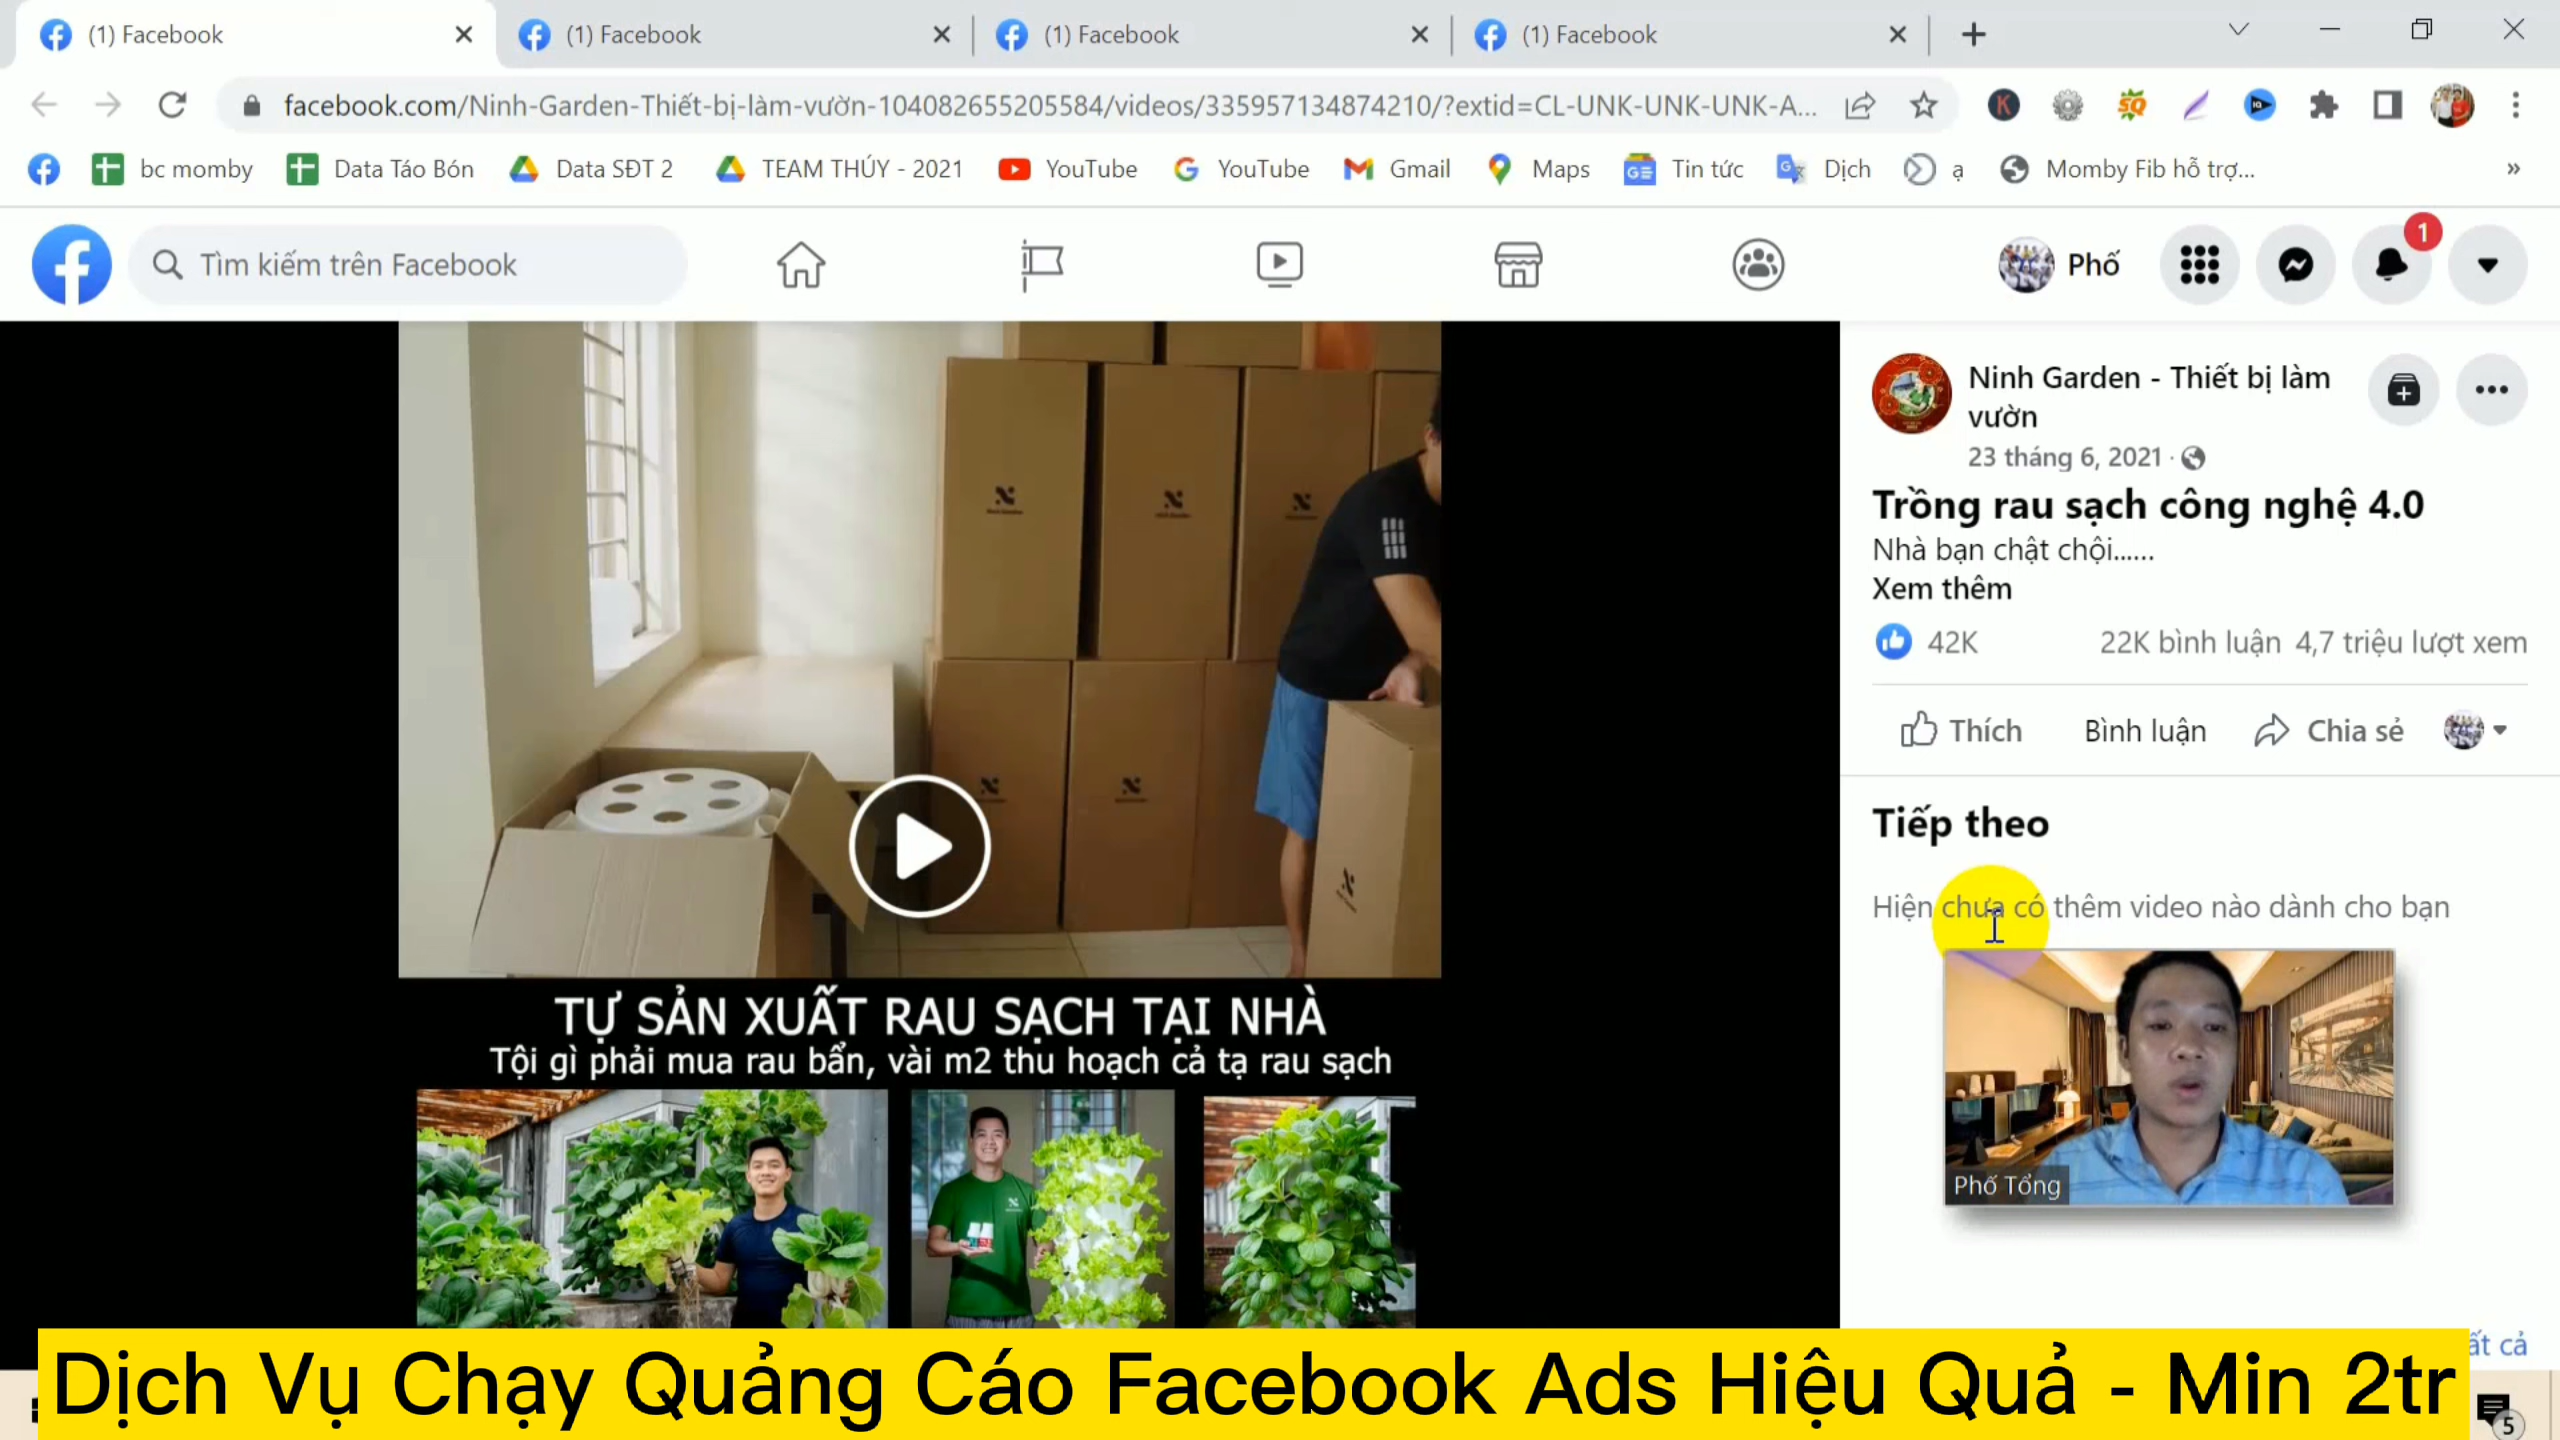 (1) Facebook
(1) Facebook
(1) Facebook
(1) Facebook
facebook.com/Ninh-Garden-Thiết-bị-làm-vườn-104082655205584/videos/335957134874210/?extid=CL-UNK-UNK-UNK-A...
bc momby
Data Táo Bón
Data SĐT 2
TEAM THÚY - 2021
YouTube
YouTube
Gmail
Maps
Tin tức
Dịch
ạ
Momby Fib hỗ trợ...
Tìm kiếm trên Facebook
Phố
1
Ninh Garden - Thiết bị làm
vườn
23 tháng 6, 2021 ·
Trồng rau sạch công nghệ 4.0
Nhà bạn chật chội......
Xem thêm
42K
22K bình luận 4,7 triệu lượt xem
Thích
Bình luận
Chia sẻ
Tiếp theo
Hiện chưa có thêm video nào dành cho bạn
TỰ SẢN XUẤT RAU SẠCH TẠI NHÀ
Tội gì phải mua rau bẩn, vài m2 thu hoạch cả tạ rau sạch
Phố Tổng
Dịch Vụ Chạy Quảng Cáo Facebook Ads Hiệu Quả - Min 2tr
5